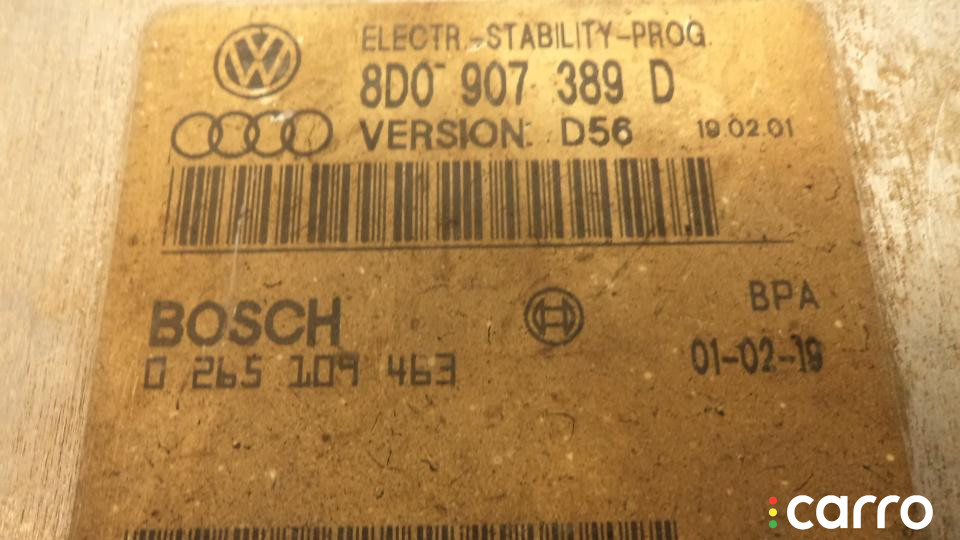 ELECTR.-STABILITY-PROG.
8D0 907 389 D
VERSION: D56 19.02.01
BOSCH
0 265 109 463
BPA
01-02-19
carro